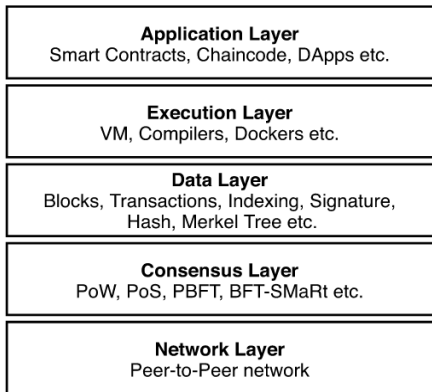 Application Layer
Smart Contracts, Chaincode, DApps etc.
Execution Layer
VM, Compilers, Dockers etc.
Data Layer
Blocks, Transactions, Indexing, Signature,
Hash, Merkel Tree etc.
Consensus Layer
PoW, PoS, PBFT, BFT-SMaRt etc.
Network Layer
Peer-to-Peer network